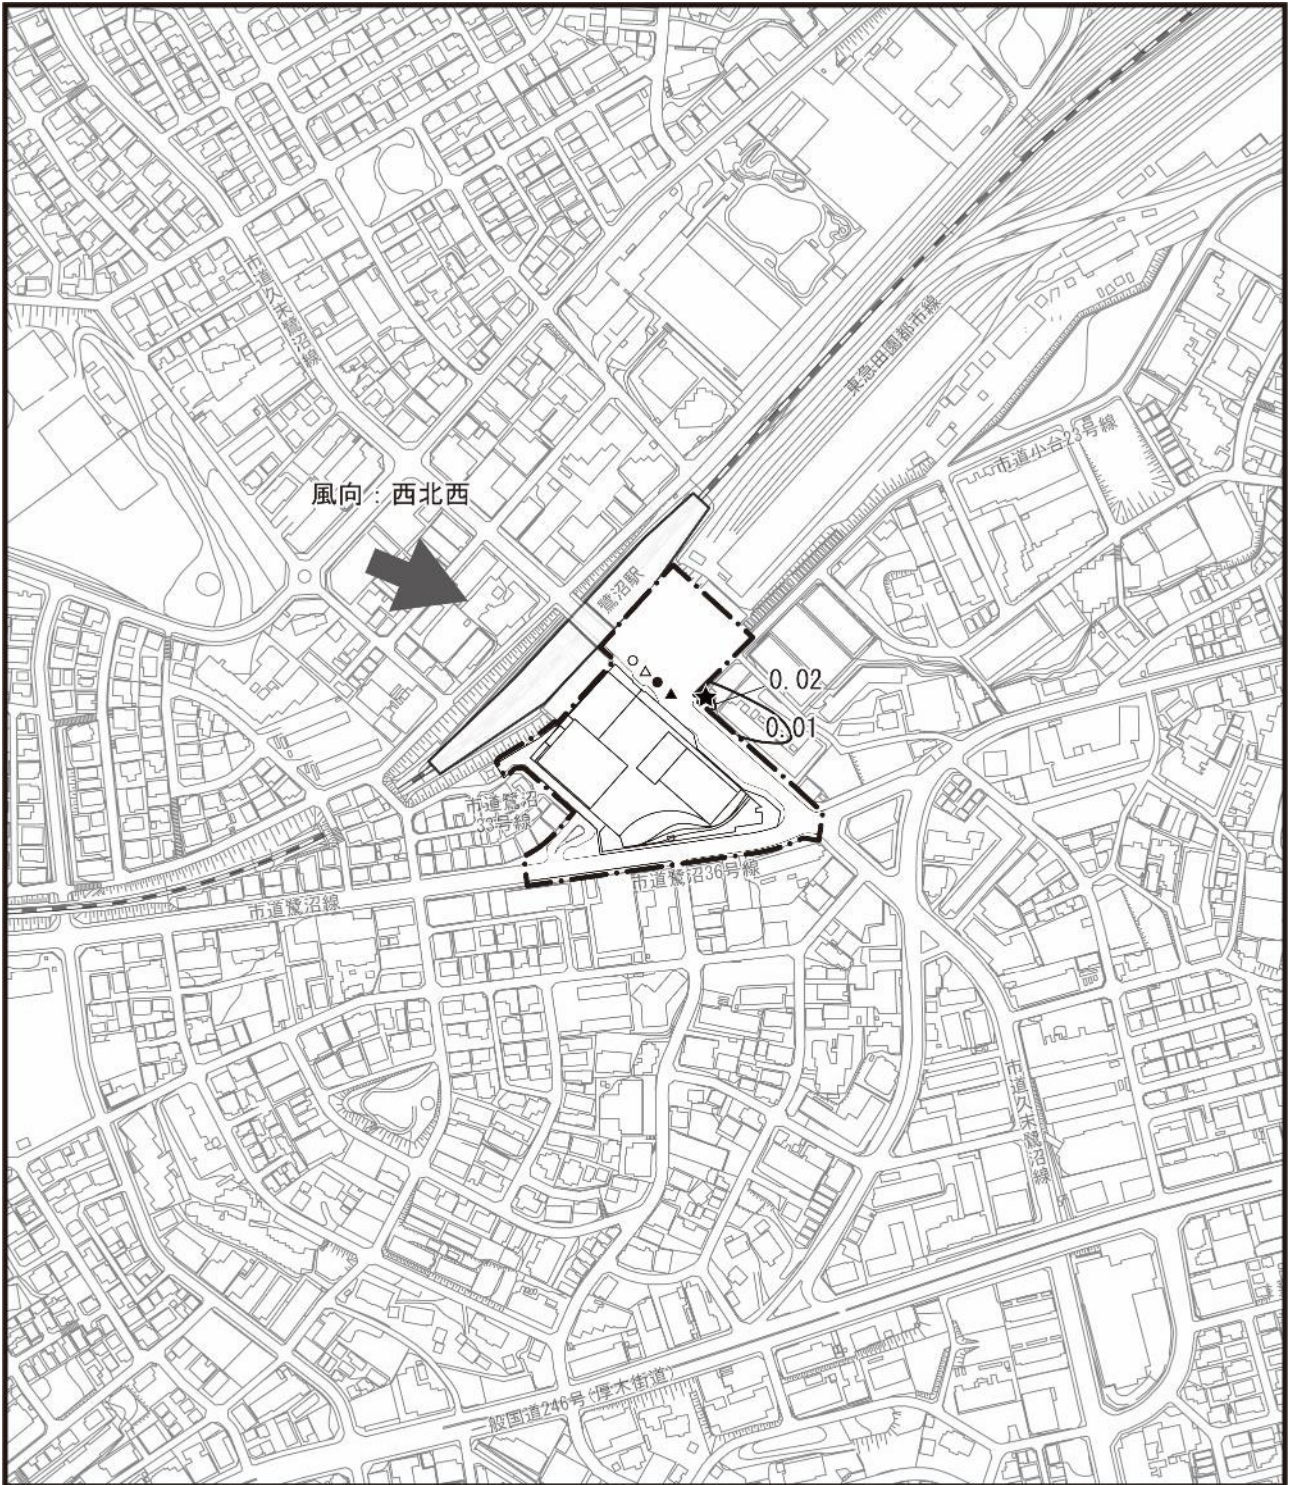 市道久末鷺沼線
東急田園都市線
市道小台23号線
風向：西北西
鷺沼駅
0.02
0.01
市道鷺沼
33号線
市道鷺沼36号線
市道鷺沼線
市道久末鷺沼線
般国道246号(厚木街道)